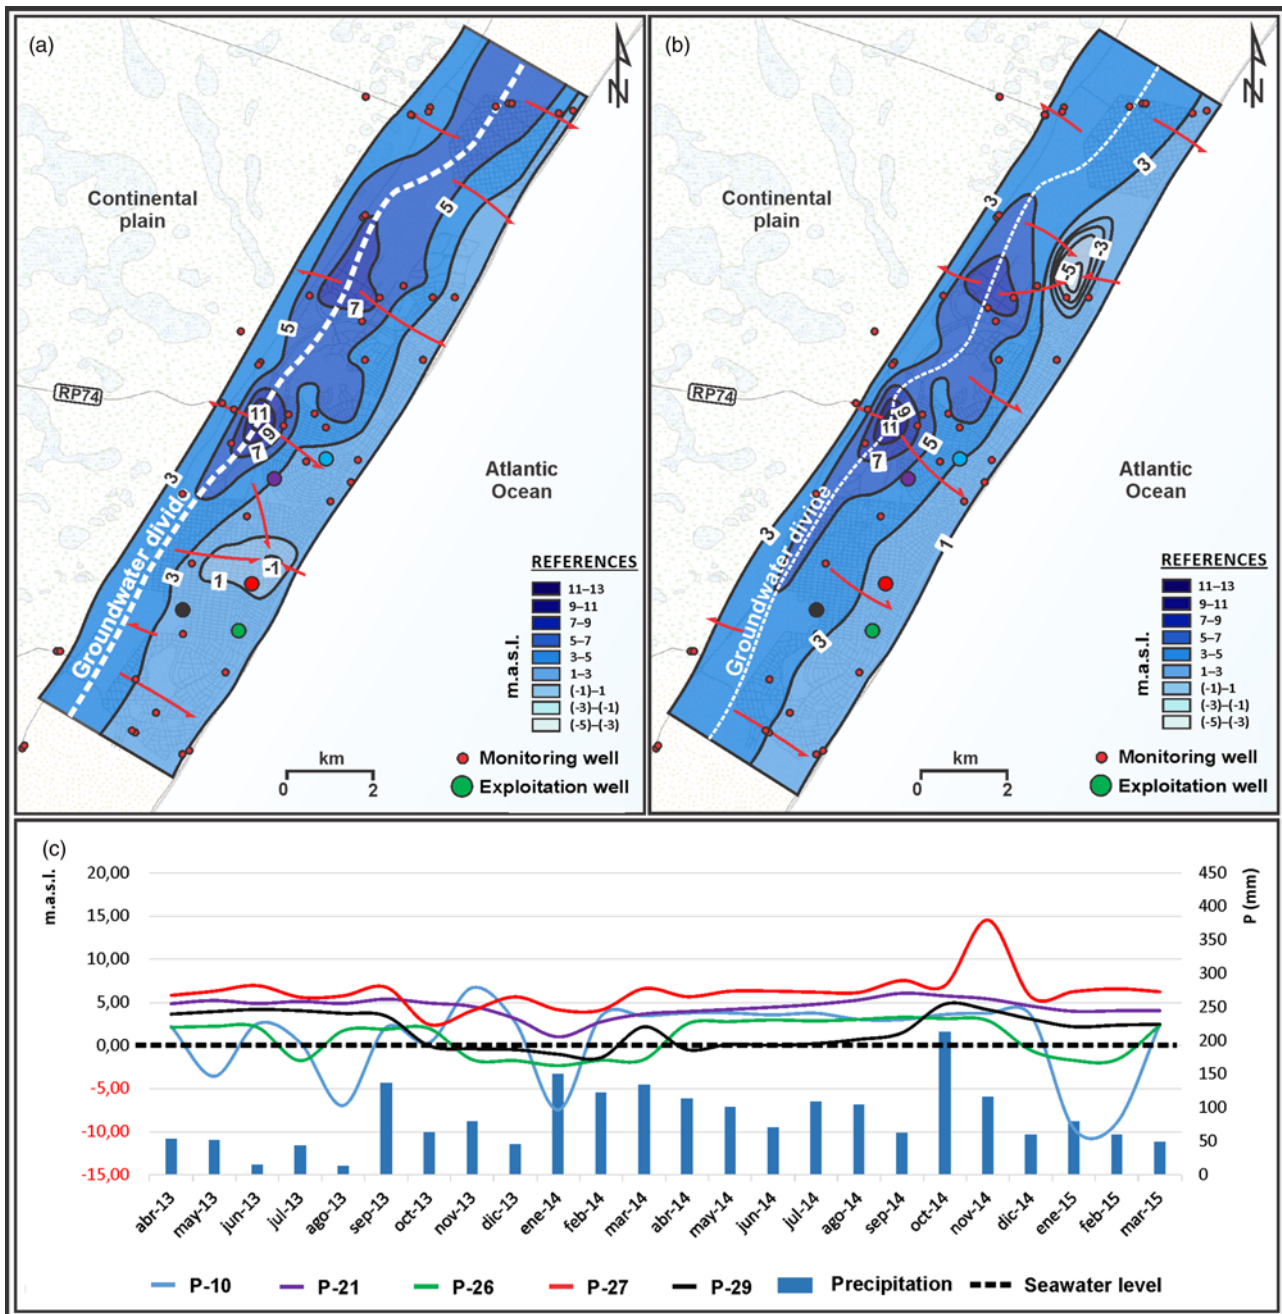 (a)
N
Continental
plain
5
7
5
RP74
11
9
7
3
Atlantic
Ocean
Groundwater divide
3
1
-1
REFERENCES
m.a.s.l.
11–13
9–11
7–9
5–7
3–5
1–3
(-1)–1
(-3)–(-1)
(-5)–(-3)
km
0 2
Monitoring well
Exploitation well
(b)
N
Continental
plain
3
3
-3
-5
RP74
6
11
5
7
3
Atlantic
Ocean
Groundwater divide
1
3
REFERENCES
m.a.s.l.
11–13
9–11
7–9
5–7
3–5
1–3
(-1)–1
(-3)–(-1)
(-5)–(-3)
km
0 2
Monitoring well
Exploitation well
(c)
m.a.s.l.
20,00
15,00
10,00
5,00
0,00
-5,00
-10,00
-15,00
P (mm)
450
400
350
300
250
200
150
100
50
0
abr-13 may-13 jun-13 jul-13 ago-13 sep-13 oct-13 nov-13 dic-13 ene-14 feb-14 mar-14 abr-14 may-14 jun-14 jul-14 ago-14 sep-14 oct-14 nov-14 dic-14 ene-15 feb-15 mar-15
P-10 P-21 P-26 P-27 P-29 Precipitation Seawater level